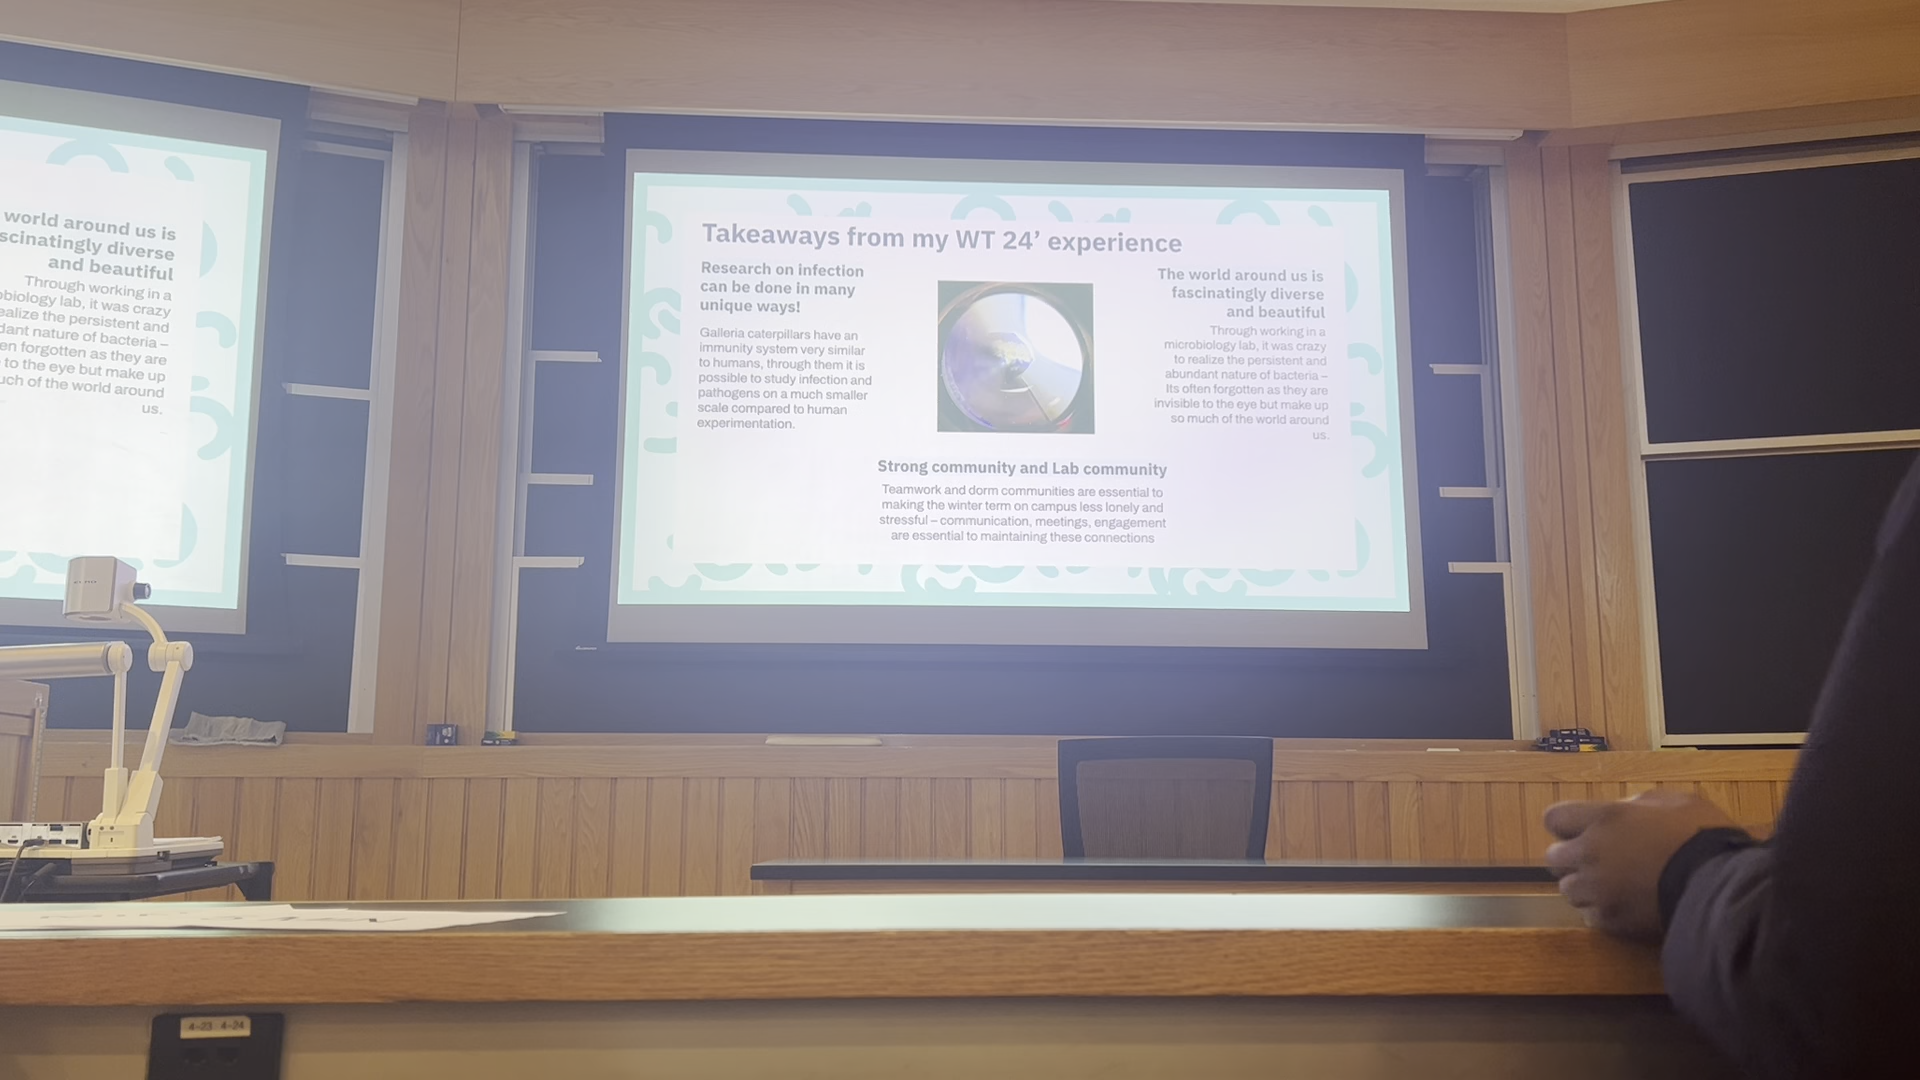 world around us is
scinatingly diverse
and beautiful
Through working in a
obiology lab, it was crazy
ealize the persistent and
dant nature of bacteria –
en forgotten as they are
to the eye but make up
uch of the world around
us.
Takeaways from my WT 24’ experience
Research on infection
can be done in many
unique ways!
Galleria caterpillars have an
immunity system very similar
to humans, through them it is
possible to study infection and
pathogens on a much smaller
scale compared to human
experimentation.
The world around us is
fascinatingly diverse
and beautiful
Through working in a
microbiology lab, it was crazy
to realize the persistent and
abundant nature of bacteria –
Its often forgotten as they are
invisible to the eye but make up
so much of the world around
us.
Strong community and Lab community
Teamwork and dorm communities are essential to
making the winter term on campus less lonely and
stressful – communication, meetings, engagement
are essential to maintaining these connections
4-23 4-24